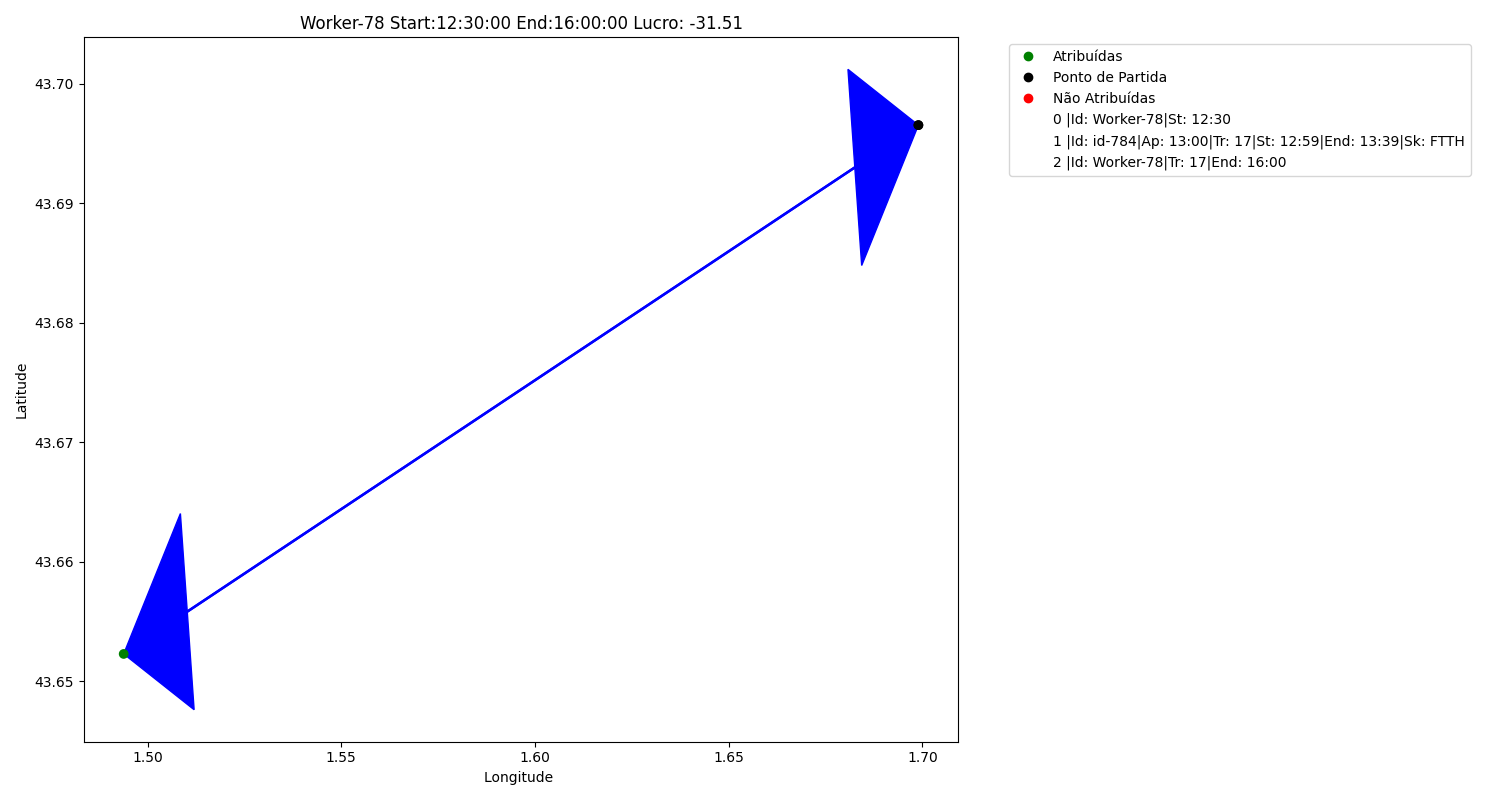 Worker-78 Start:12:30:00 End:16:00:00 Lucro: -31.51
Atribuídas
Ponto de Partida
Não Atribuídas
0 |Id: Worker-78|St: 12:30
1 |Id: id-784|Ap: 13:00|Tr: 17|St: 12:59|End: 13:39|Sk: FTTH
2 |Id: Worker-78|Tr: 17|End: 16:00
Latitude
43.70
43.69
43.68
43.67
43.66
43.65
1.50 1.55 1.60 1.65 1.70
Longitude